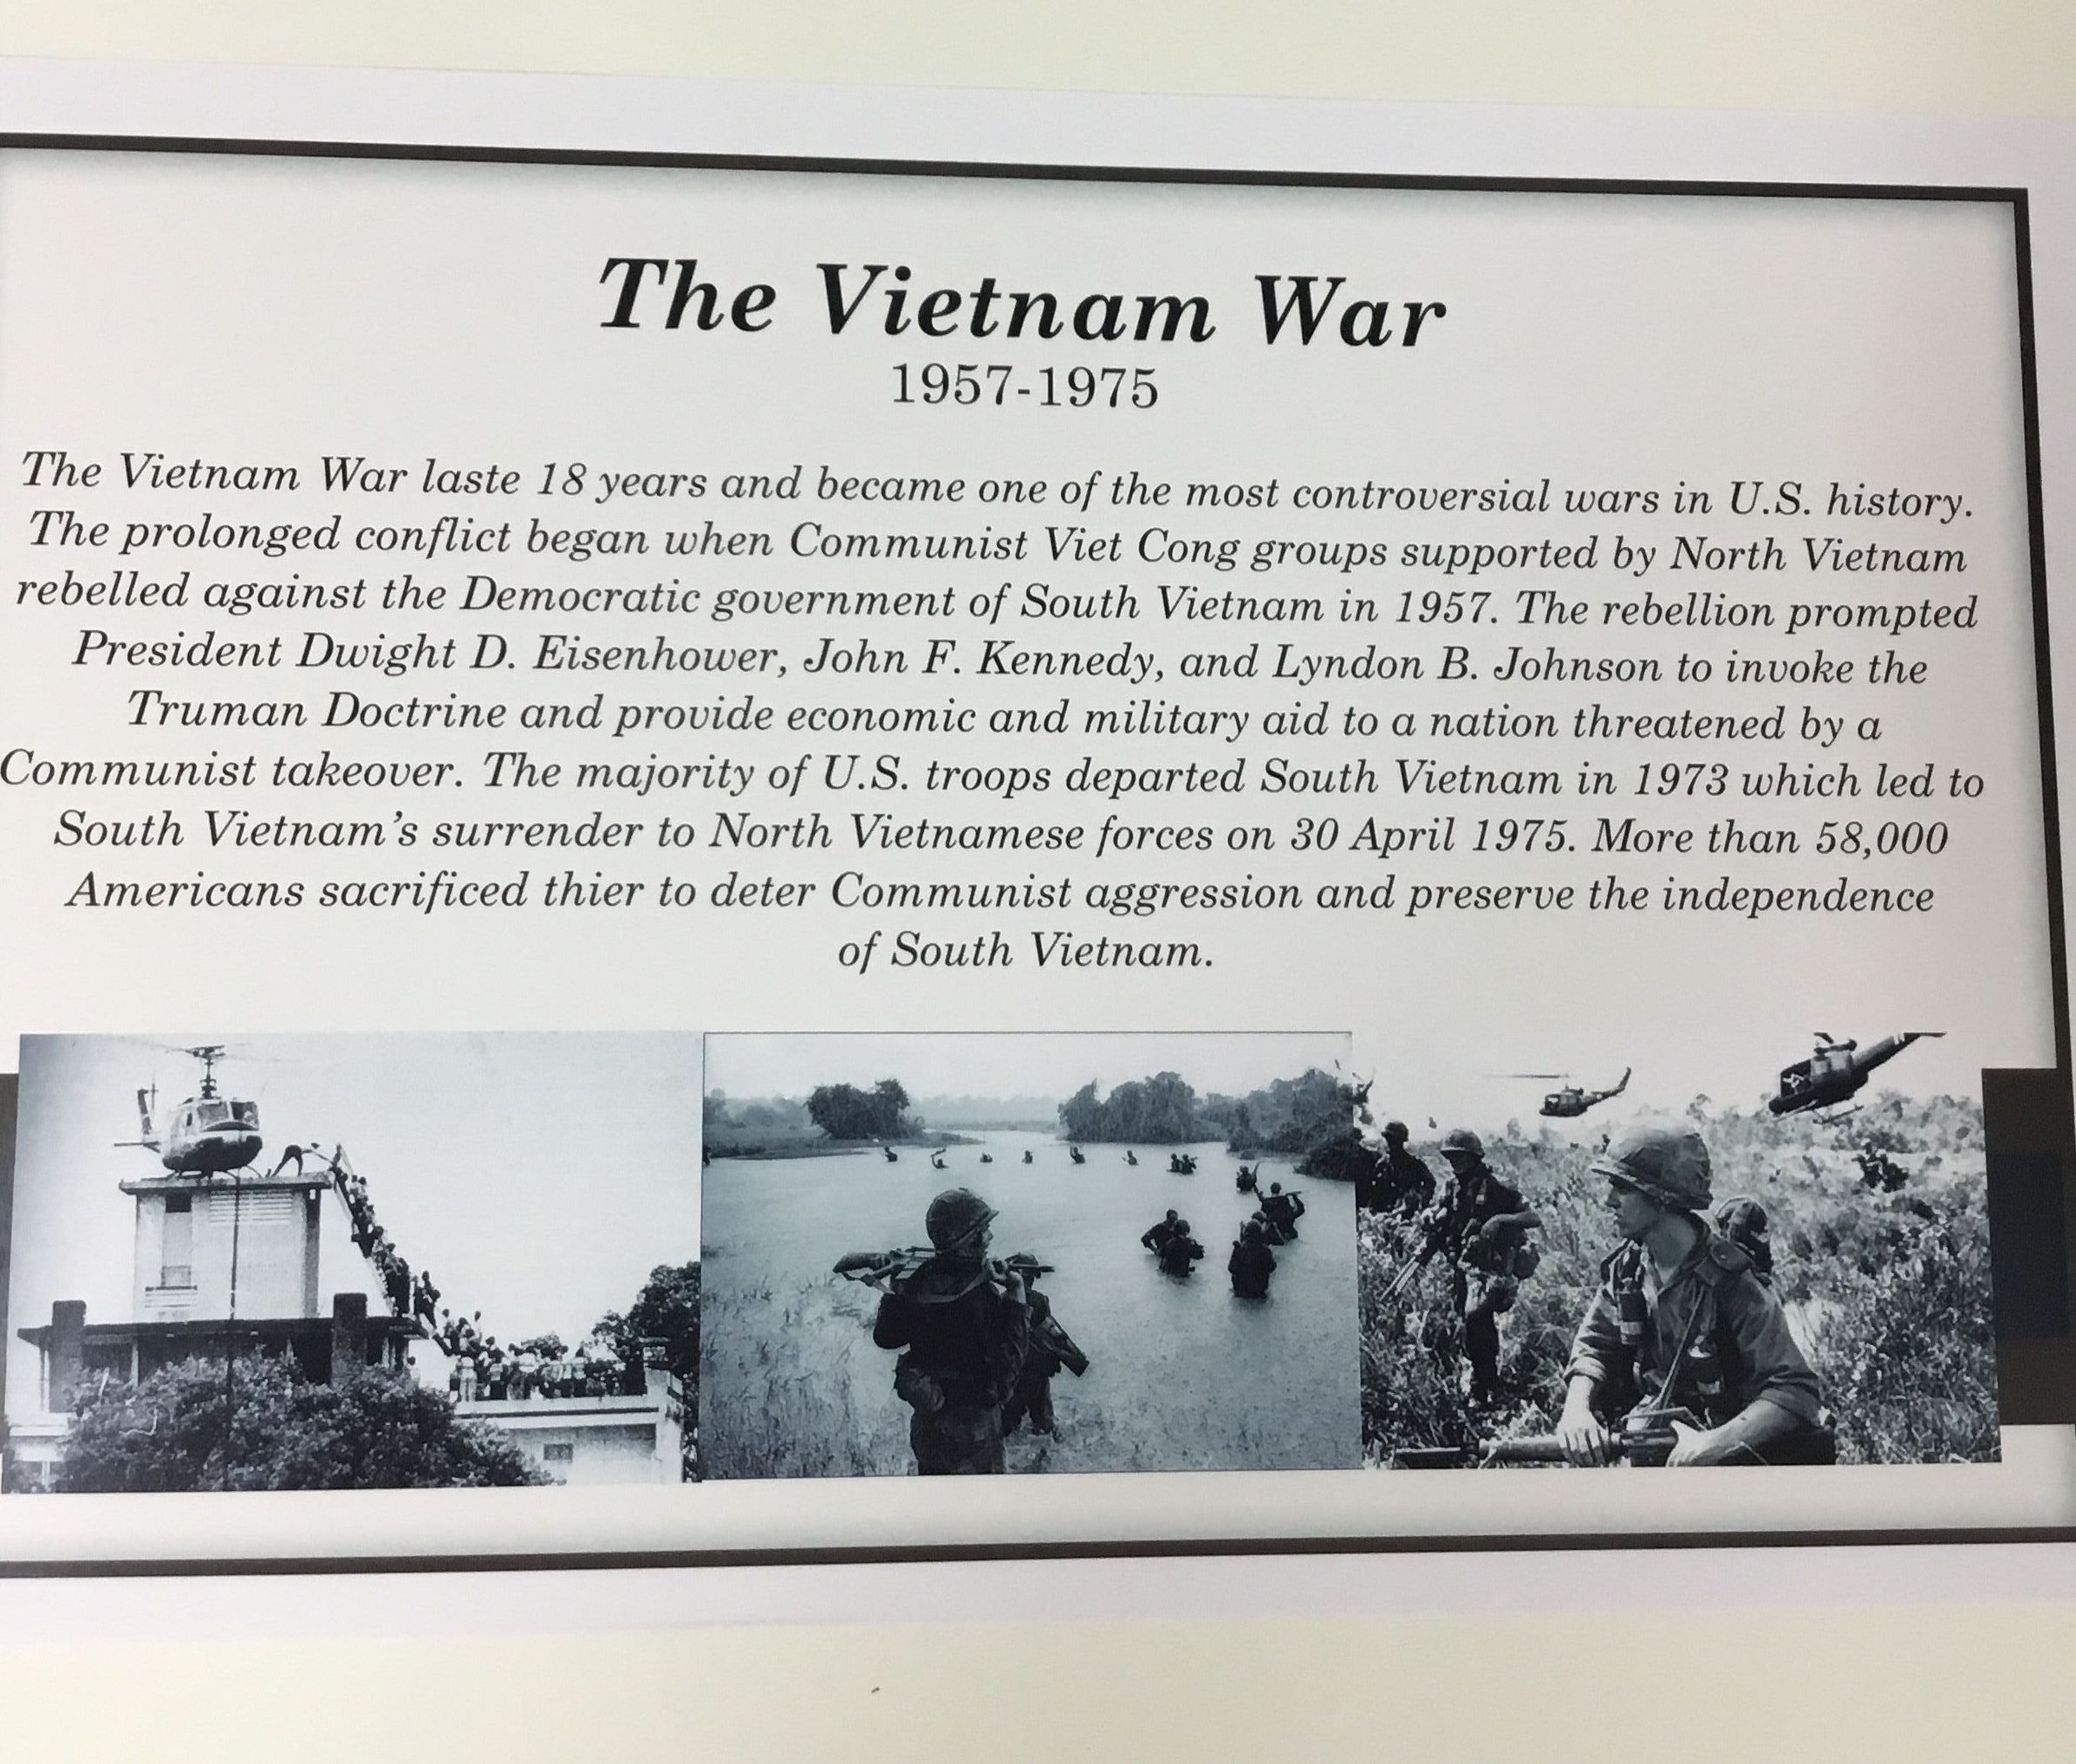 The Vietnam War
1957-1975
The Vietnam War laste 18 years and became one of the most controversial wars in U.S. history.
The prolonged conflict began when Communist Viet Cong groups supported by North Vietnam
rebelled against the Democratic government of South Vietnam in 1957. The rebellion prompted
President Dwight D. Eisenhower, John F. Kennedy, and Lyndon B. Johnson to invoke the
Truman Doctrine and provide economic and military aid to a nation threatened by a
Communist takeover. The majority of U.S. troops departed South Vietnam in 1973 which led to
South Vietnam's surrender to North Vietnamese forces on 30 April 1975. More than 58,000
Americans sacrificed thier to deter Communist aggression and preserve the independence
of South Vietnam.